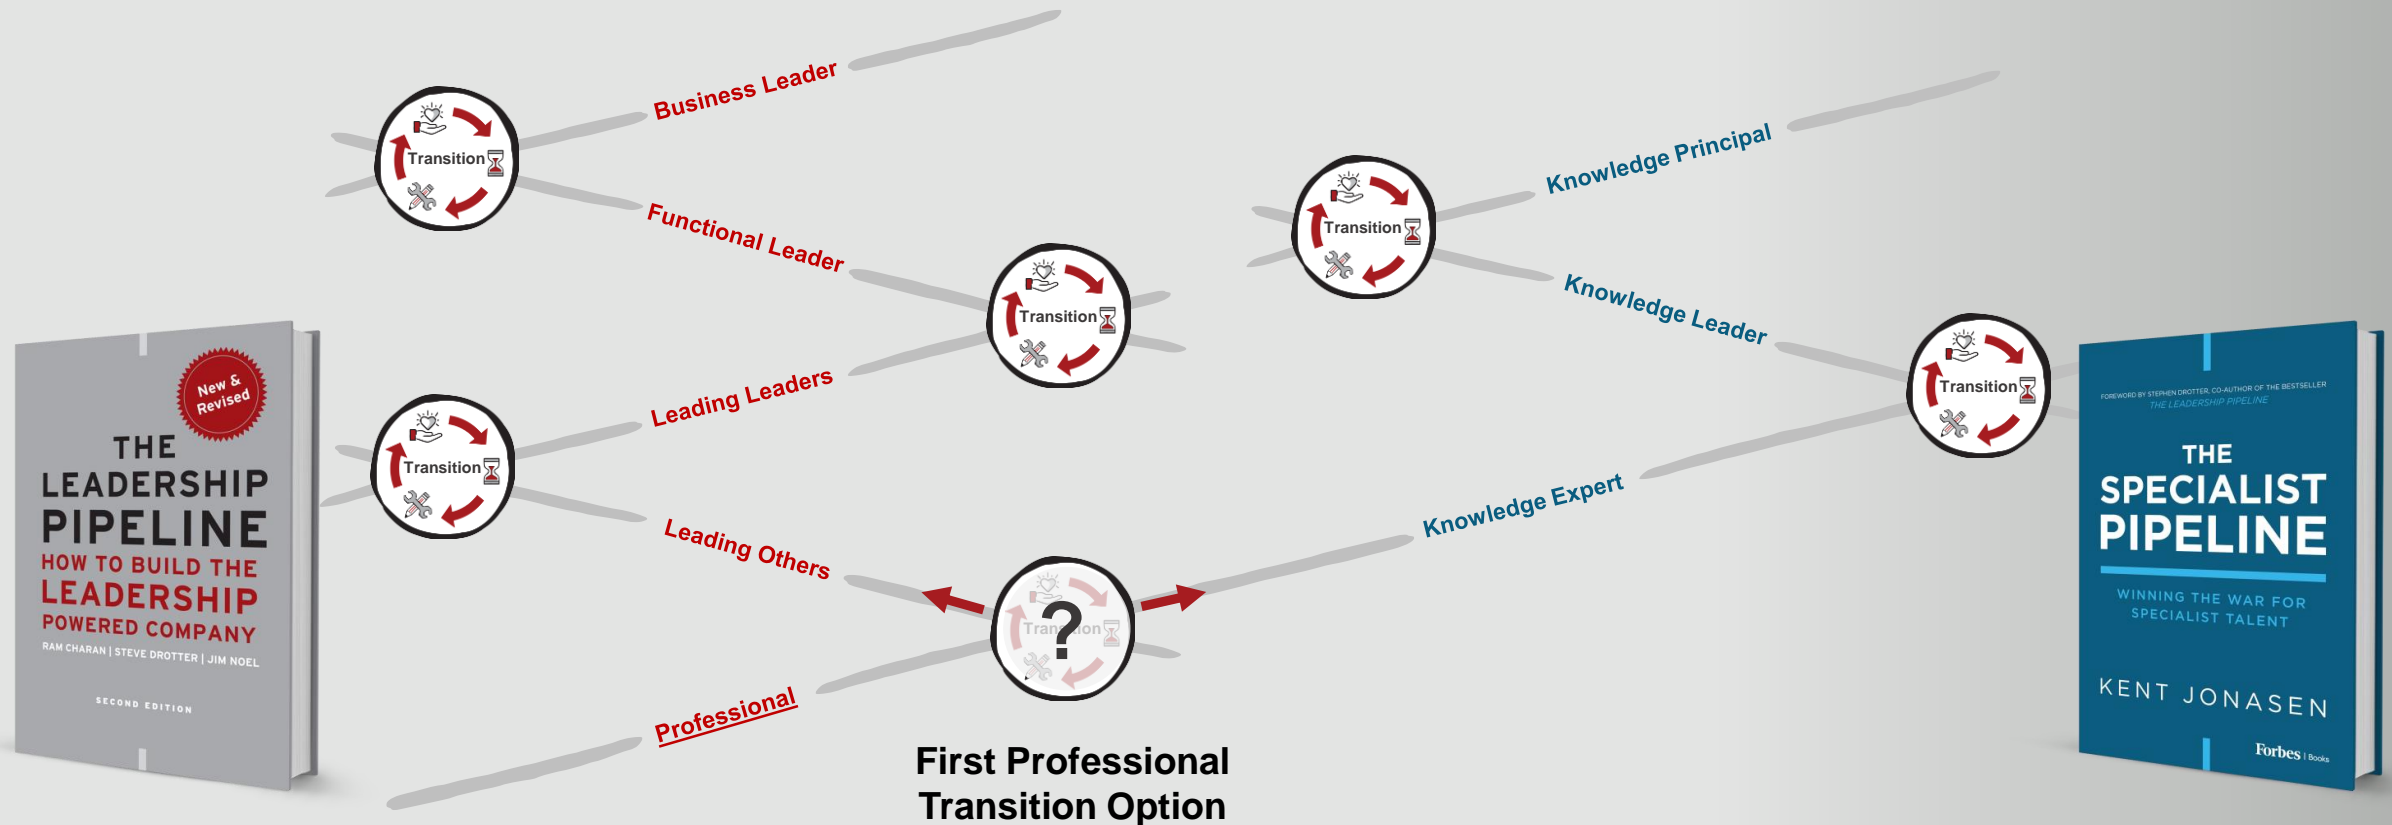 Business Leader
Transition
Functional Leader
Transition
Leading Leaders
Transition
Leading Others
Transition
?
Professional
First Professional
Transition Option
Knowledge Principal
Transition
Knowledge Leader
Transition
Knowledge Expert
New &
Revised
THE
LEADERSHIP
PIPELINE
HOW TO BUILD THE
LEADERSHIP
POWERED COMPANY
RAM CHARAN | STEVE DROTTER | JIM NOEL
SECOND EDITION
FOREWORD BY STEPHEN DROTTER, CO-AUTHOR OF THE BESTSELLER
THE LEADERSHIP PIPELINE
THE
SPECIALIST
PIPELINE
WINNING THE WAR FOR
SPECIALIST TALENT
KENT JONASEN
Forbes | Books